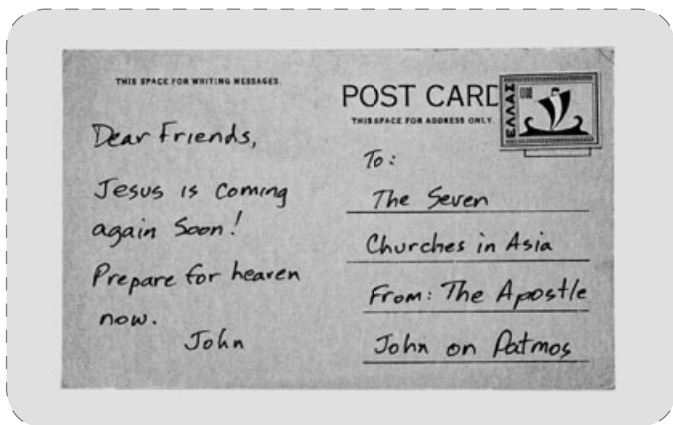 THIS SPACE FOR WRITING MESSAGES.
Dear Friends,
Jesus is coming
again Soon!
Prepare for heaven
now.
John
POST CARD
THIS SPACE FOR ADDRESS ONLY.
ΕΛΛΑΣ
To:
The Seven
Churches in Asia
From: The Apostle
John on Patmos